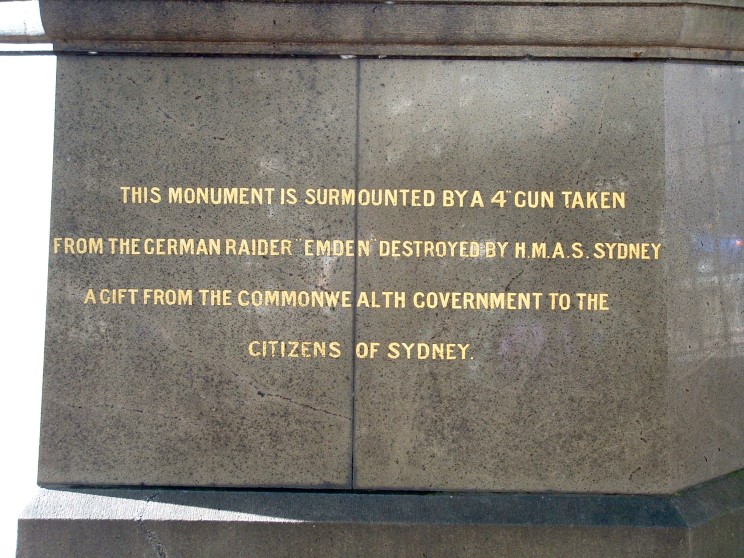 THIS MONUMENT IS SURMOUNTED BY A 4" GUN TAKEN
FROM THE GERMAN RAIDER "EMDEN" DESTROYED BY H.M.A.S. SYDNEY
A GIFT FROM THE COMMONWEALTH GOVERNMENT TO THE
CITIZENS OF SYDNEY.